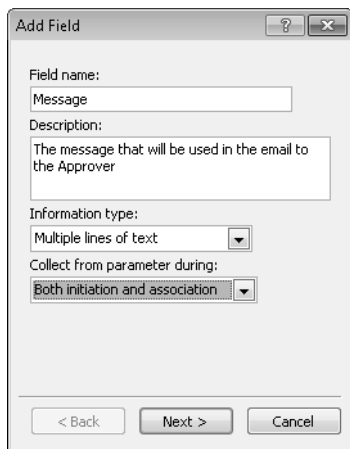 Add Field
Field name:
Message
Description:
The message that will be used in the email to
the Approver
Information type:
Multiple lines of text
Collect from parameter during:
Both initiation and association
< Back
Next >
Cancel